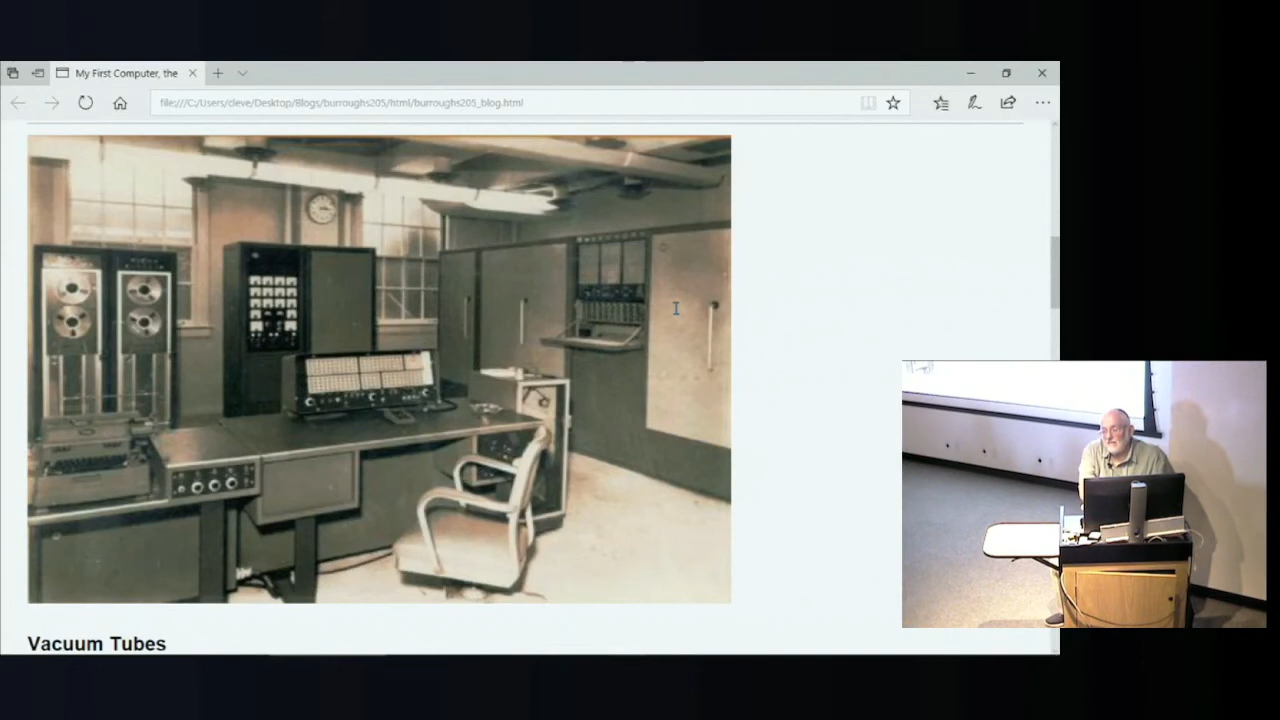 My First Computer, the
file:///C:/Users/cleve/Desktop/Blogs/burroughs205/html/burroughs205_blog.html
Vacuum Tubes